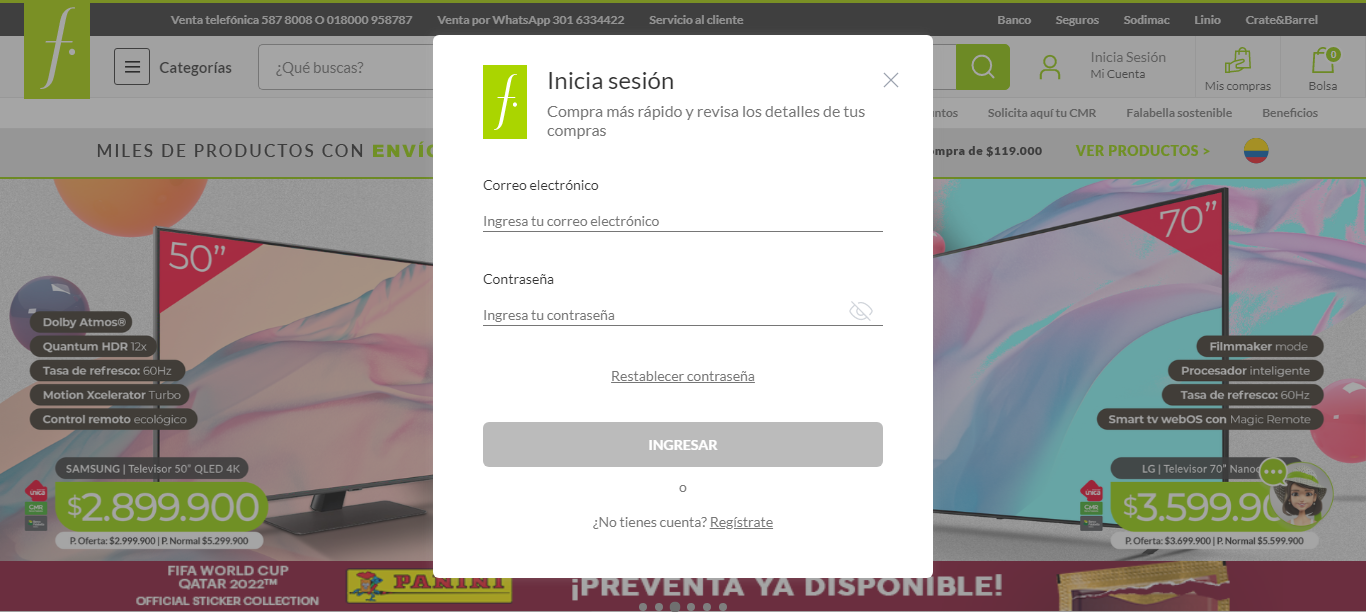 Venta telefónica 587 8008 O 018000 958787 Venta por WhatsApp 301 6334422 Servicio al cliente Banco Seguros Sodimac Linio Crate&Barrel
f.
Categorías ¿Qué buscas? Inicia Sesión
Mi Cuenta
Mis compras
0
Bolsa
Solicita aquí tu CMR Falabella sostenible Beneficios
MILES DE PRODUCTOS CON
compra de $119.000 VER PRODUCTOS >
f.
Inicia sesión
Compra más rápido y revisa los detalles de tus
compras
Correo electrónico
Ingresa tu correo electrónico
Contraseña
Ingresa tu contraseña
Restablecer contraseña
INGRESAR
o
¿No tienes cuenta? Regístrate
50”
Dolby Atmos®
Quantum HDR 12x
Tasa de refresco: 60Hz
Motion Xcelerator Turbo
Control remoto ecológico
SAMSUNG | Televisor 50” QLED 4K
única
CMR
$2.899.900
P. Oferta: $2.999.900 | P. Normal $5.299.900
70”
Filmmaker mode
Procesador inteligente
Tasa de refresco: 60Hz
Smart tv webOS con Magic Remote
LG | Televisor 70”
única
CMR
$3.599.90
P. Oferta: $3.699.900 | P. Normal $5.599.900
FIFA WORLD CUP
QATAR 2022™
OFFICIAL STICKER COLLECTION
PANINI
¡PREVENTA YA DISPONIBLE!